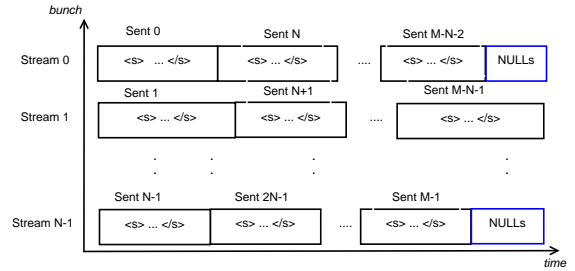 bunch
Sent 0 Sent N Sent M-N-2
Stream 0 <s> ... </s> <s> ... </s> .... <s> ... </s> NULLs
Sent 1 Sent N+1 Sent M-N-1
Stream 1 <s> ... </s> <s> ... </s> .... <s> ... </s>
. . . .
. . . .
Sent N-1 Sent 2N-1 Sent M-1
Stream N-1 <s> ... </s> <s> ... </s> .... <s> ... </s> NULLs
time